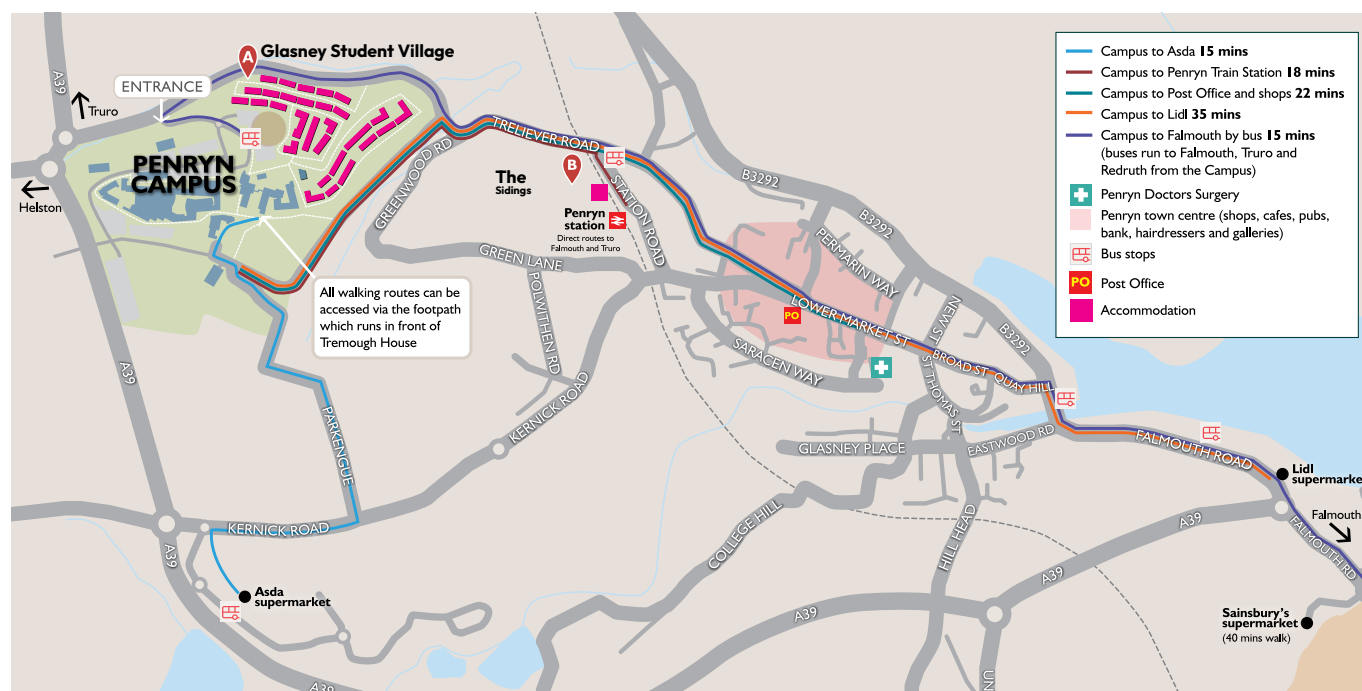 A39
Truro
Helston
ENTRANCE
A
Glasney Student Village
PENRYN
CAMPUS
GREENWOOD RD
TRELIEVER ROAD
B
The
Sidings
Penryn
station
Direct routes to
Falmouth and Truro
STATION ROAD
B3292
B3292
B3292
PERMARIN WAY
NEW ST
GREEN LANE
POLWITHEN RD
KERNICK ROAD
All walking routes can be
accessed via the footpath
which runs in front of
Tremough House
A39
PARKENGUE
PO
LOWER MARKET ST
SARACEN WAY
BROAD ST
QUAY HILL
ST THOMAS ST
EASTWOOD RD
GLASNEY PLACE
FALMOUTH ROAD
Lidl
supermarke
Falmouth
FALMOUTH RD
KERNICK ROAD
A39
Asda
supermarket
COLLEGE HILL
HILL HEAD
A39
A39
A39
A39
UN
Sainsbury's
supermarket
(40 mins walk)
Campus to Asda 15 mins
Campus to Penryn Train Station 18 mins
Campus to Post Office and shops 22 mins
Campus to Lidl 35 mins
Campus to Falmouth by bus 15 mins
(buses run to Falmouth, Truro and
Redruth from the Campus)
Penryn Doctors Surgery
Penryn town centre (shops, cafes, pubs,
bank, hairdressers and galleries)
Bus stops
PO Post Office
Accommodation